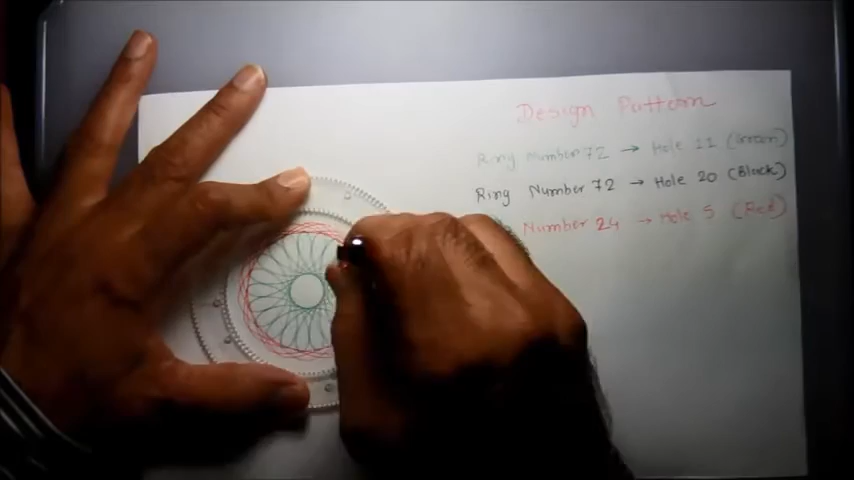 Design Pattern
Ring Number 72 → Hole 11 (Green)
Ring Number 72 → Hole 20 (Black)
Number 24 → Hole 5 (Red)